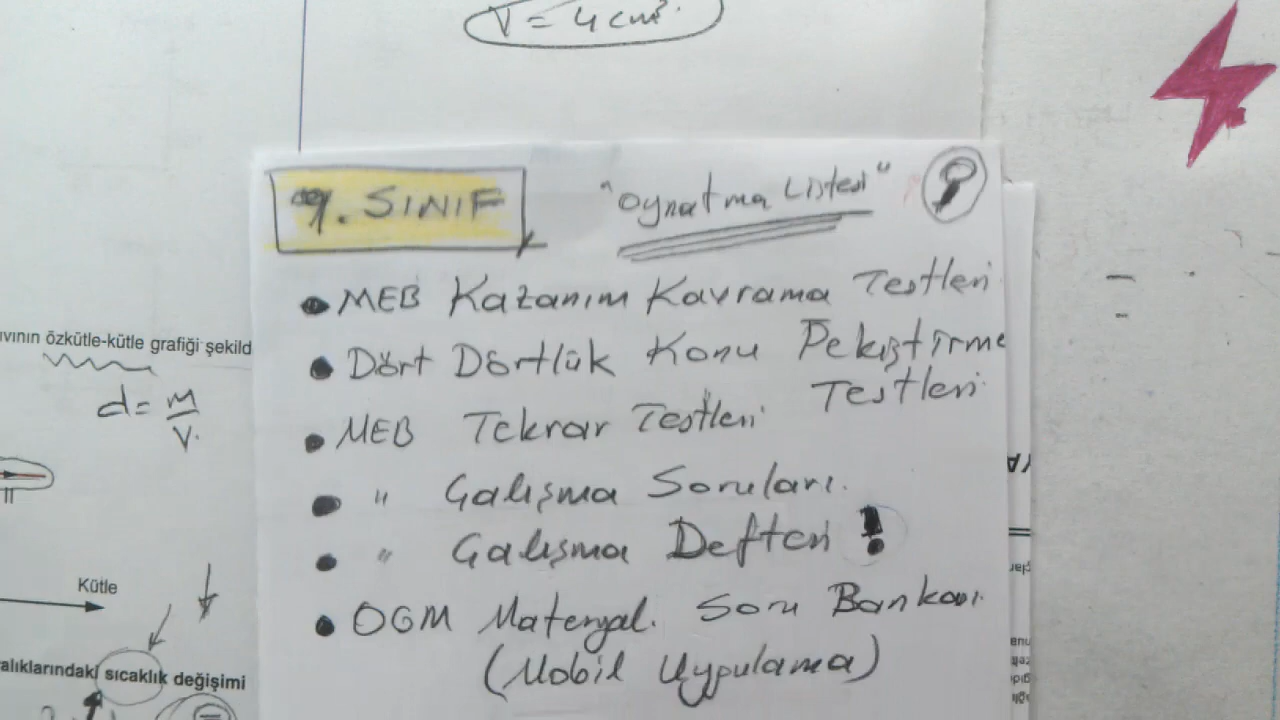 V = 4 cm³.
9. SINIF
"Oynatma Listesi"
• MEB Kazanım Kavrama Testleri
• Dört Dörtlük Konu Pekiştirme
Testleri
• MEB Tekrar Testleri
• " Çalışma Soruları.
• " Çalışma Defteri !
• OGM Materyal. Soru Bankası.
(Mobil Uygulama)
ıvının özkütle-kütle grafiği şekild
d = m/v.
Kütle
alıklarındaki sıcaklık değişimi